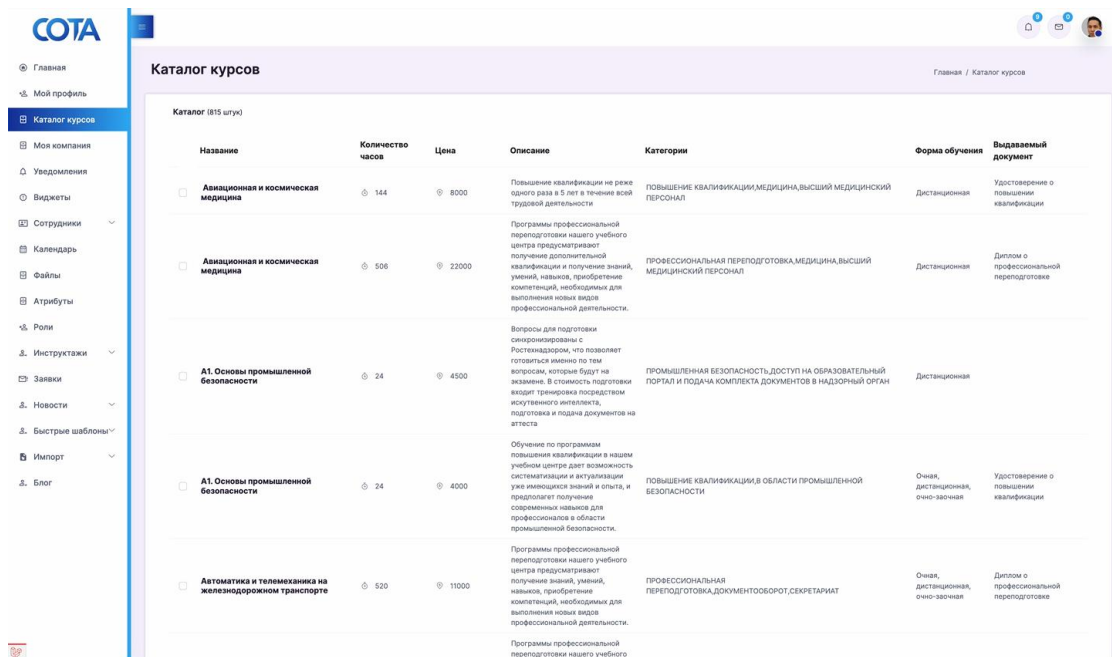 СОТА
9
0
Главная
Мой профиль
Каталог курсов
Моя компания
Уведомления
Виджеты
Сотрудники
Календарь
Файлы
Атрибуты
Роли
Инструктажи
Заявки
Новости
Быстрые шаблоны
Импорт
Блог
Каталог курсов
Главная / Каталог курсов
Каталог (815 штук)
Название
Количество
часов
Цена
Описание
Категории
Форма обучения
Выдаваемый
документ
Авиационная и космическая
медицина
144
8000
Повышение квалификации не реже
одного раза в 5 лет в течение всей
трудовой деятельности
ПОВЫШЕНИЕ КВАЛИФИКАЦИИ,МЕДИЦИНА,ВЫСШИЙ МЕДИЦИНСКИЙ
ПЕРСОНАЛ
Дистанционная
Удостоверение о
повышении
квалификации
Авиационная и космическая
медицина
506
22000
Программы профессиональной
переподготовки нашего учебного
центра предусматривают
получение дополнительной
квалификации и получение знаний,
умений, навыков, приобретение
компетенций, необходимых для
выполнения новых видов
профессиональной деятельности.
ПРОФЕССИОНАЛЬНАЯ ПЕРЕПОДГОТОВКА,МЕДИЦИНА,ВЫСШИЙ
МЕДИЦИНСКИЙ ПЕРСОНАЛ
Дистанционная
Диплом о
профессиональной
переподготовке
А1. Основы промышленной
безопасности
24
4500
Вопросы для подготовки
синхронизированы с
Ростехнадзором, что позволяет
готовиться именно по тем
вопросам, которые будут на
экзамене. В стоимость подготовки
входит тренировка посредством
искутвенного интеллекта,
подготовка и подача документов на
аттеста
ПРОМЫШЛЕННАЯ БЕЗОПАСНОСТЬ,ДОСТУП НА ОБРАЗОВАТЕЛЬНЫЙ
ПОРТАЛ И ПОДАЧА КОМПЛЕКТА ДОКУМЕНТОВ В НАДЗОРНЫЙ ОРГАН
Дистанционная
А1. Основы промышленной
безопасности
24
4000
Обучение по программам
повышения квалификации в нашем
учебном центре дает возможность
систематизации и актуализации
уже имеющихся знаний и опыта, и
предполагет получение
современных навыков для
профессионалов в области
промышленной безопасности.
ПОВЫШЕНИЕ КВАЛИФИКАЦИИ,В ОБЛАСТИ ПРОМЫШЛЕННОЙ
БЕЗОПАСНОСТИ
Очная,
дистанционная,
очно-заочная
Удостоверение о
повышении
квалификации
Автоматика и телемеханика на
железнодорожном транспорте
520
11000
Программы профессиональной
переподготовки нашего учебного
центра предусматривают
получение знаний, умений,
навыков, приобретение
компетенций, необходимых для
выполнения новых видов
профессиональной деятельности.
ПРОФЕССИОНАЛЬНАЯ
ПЕРЕПОДГОТОВКА,ДОКУМЕНТООБОРОТ,СЕКРЕТАРИАТ
Очная,
дистанционная,
очно-заочная
Диплом о
профессиональной
переподготовке
Программы профессиональной
переподготовки нашего учебного